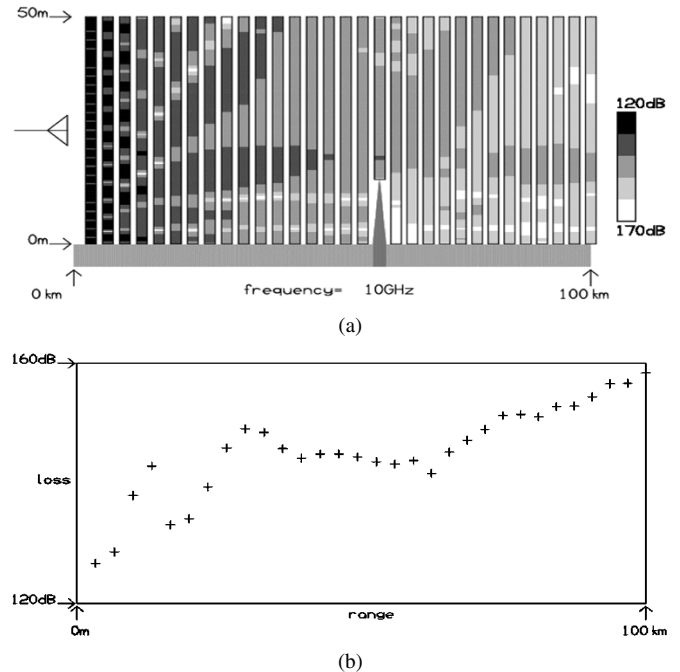 50m
120dB
0m
170dB
0 km
frequency= 10GHz
100 km
(a)
160dB
loss
120dB
range
0m
100 km
(b)